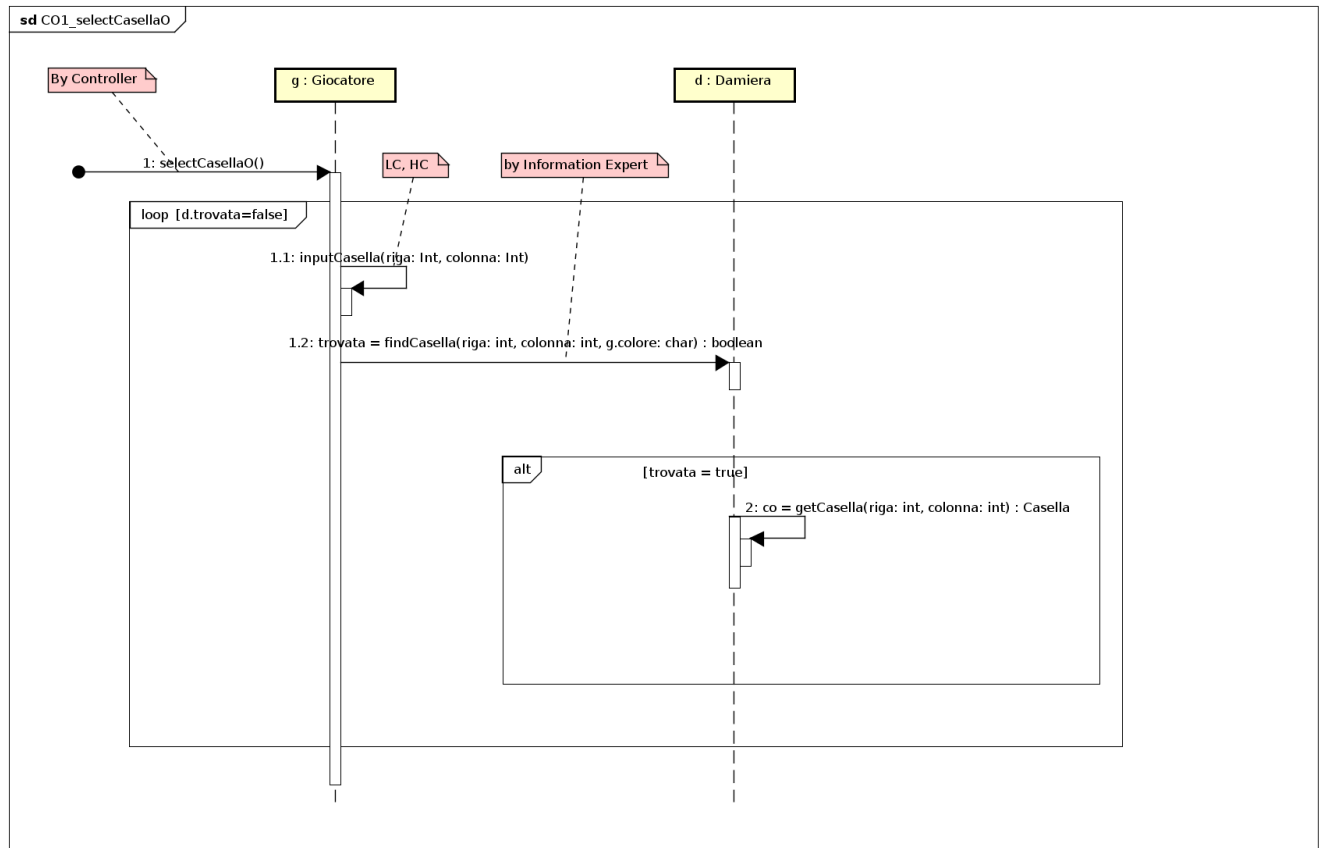 sd CO1_selectCasellaO
By Controller
g : Giocatore
d : Damiera
1: selectCasellaO()
LC, HC
by Information Expert
loop [d.trovata=false]
1.1: inputCasella(riga: Int, colonna: Int)
1.2: trovata = findCasella(riga: int, colonna: int, g.colore: char) : boolean
alt
[trovata = true]
2: co = getCasella(riga: int, colonna: int) : Casella